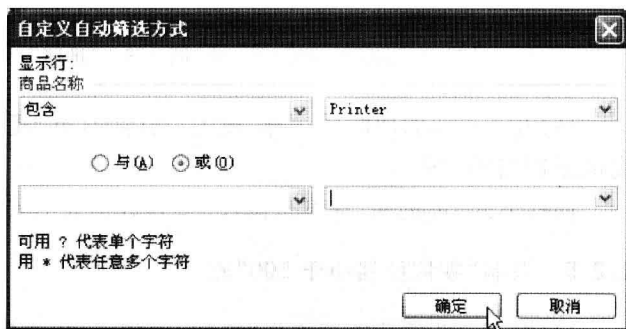 自定义自动筛选方式
显示行:
商品名称
包含 Printer
与(A) 或(O)
可用 ? 代表单个字符
用 * 代表任意多个字符
确定 取消